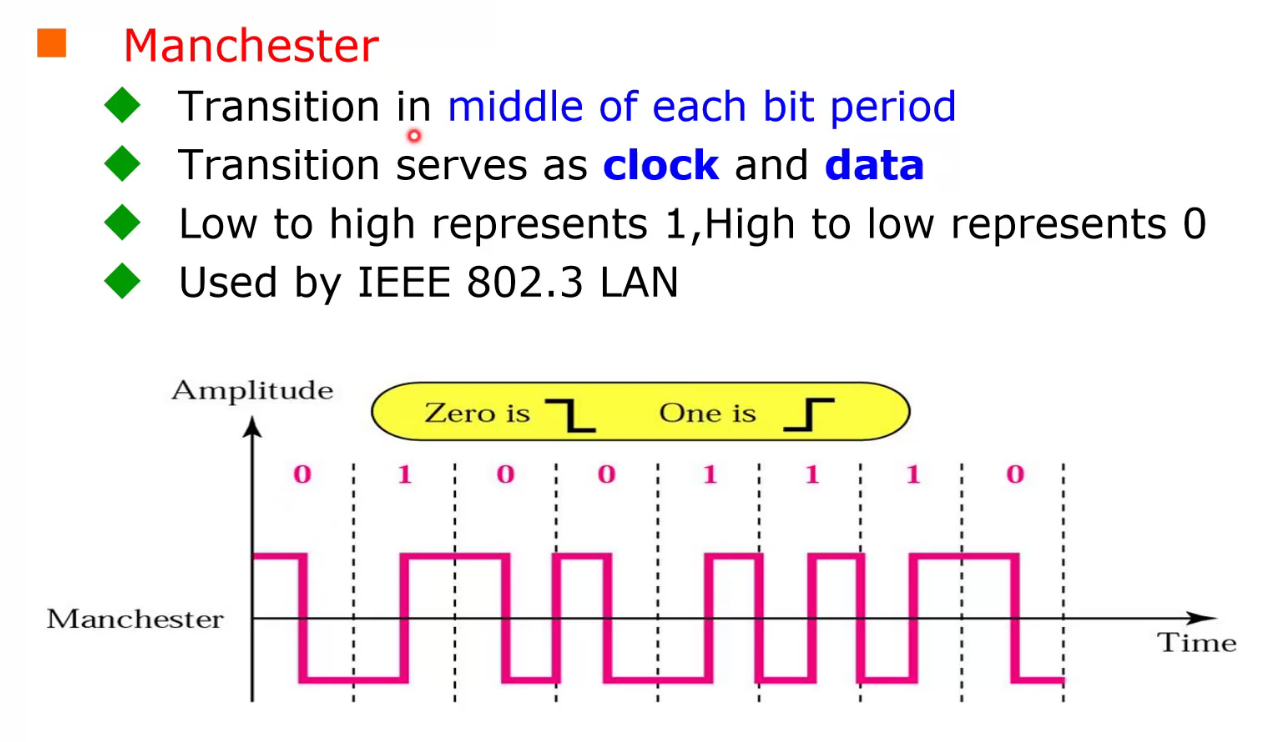 Manchester
Transition in middle of each bit period
Transition serves as clock and data
Low to high represents 1,High to low represents 0
Used by IEEE 802.3 LAN
Amplitude
Zero is One is
0 1 0 0 1 1 1 0
Manchester
Time